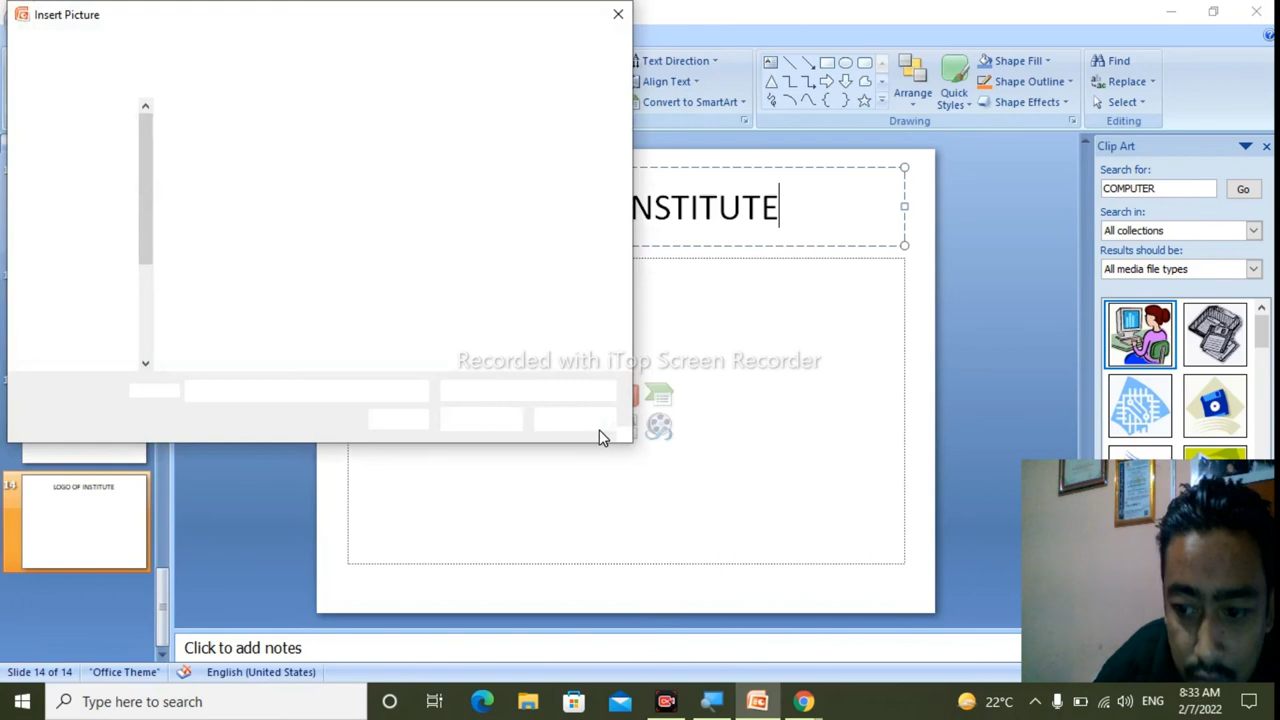 Insert Picture
Text Direction
Align Text
Convert to SmartArt
Arrange
Quick
Styles
Shape Fill
Shape Outline
Shape Effects
Drawing
Find
Replace
Select
Editing
NSTITUTE
Clip Art
Search for:
COMPUTER
Go
Search in:
All collections
Results should be:
All media file types
Recorded with iTop Screen Recorder
14
LOGO OF INSTITUTE
Click to add notes
Slide 14 of 14
"Office Theme"
English (United States)
Type here to search
22°C
ENG
8:33 AM
2/7/2022